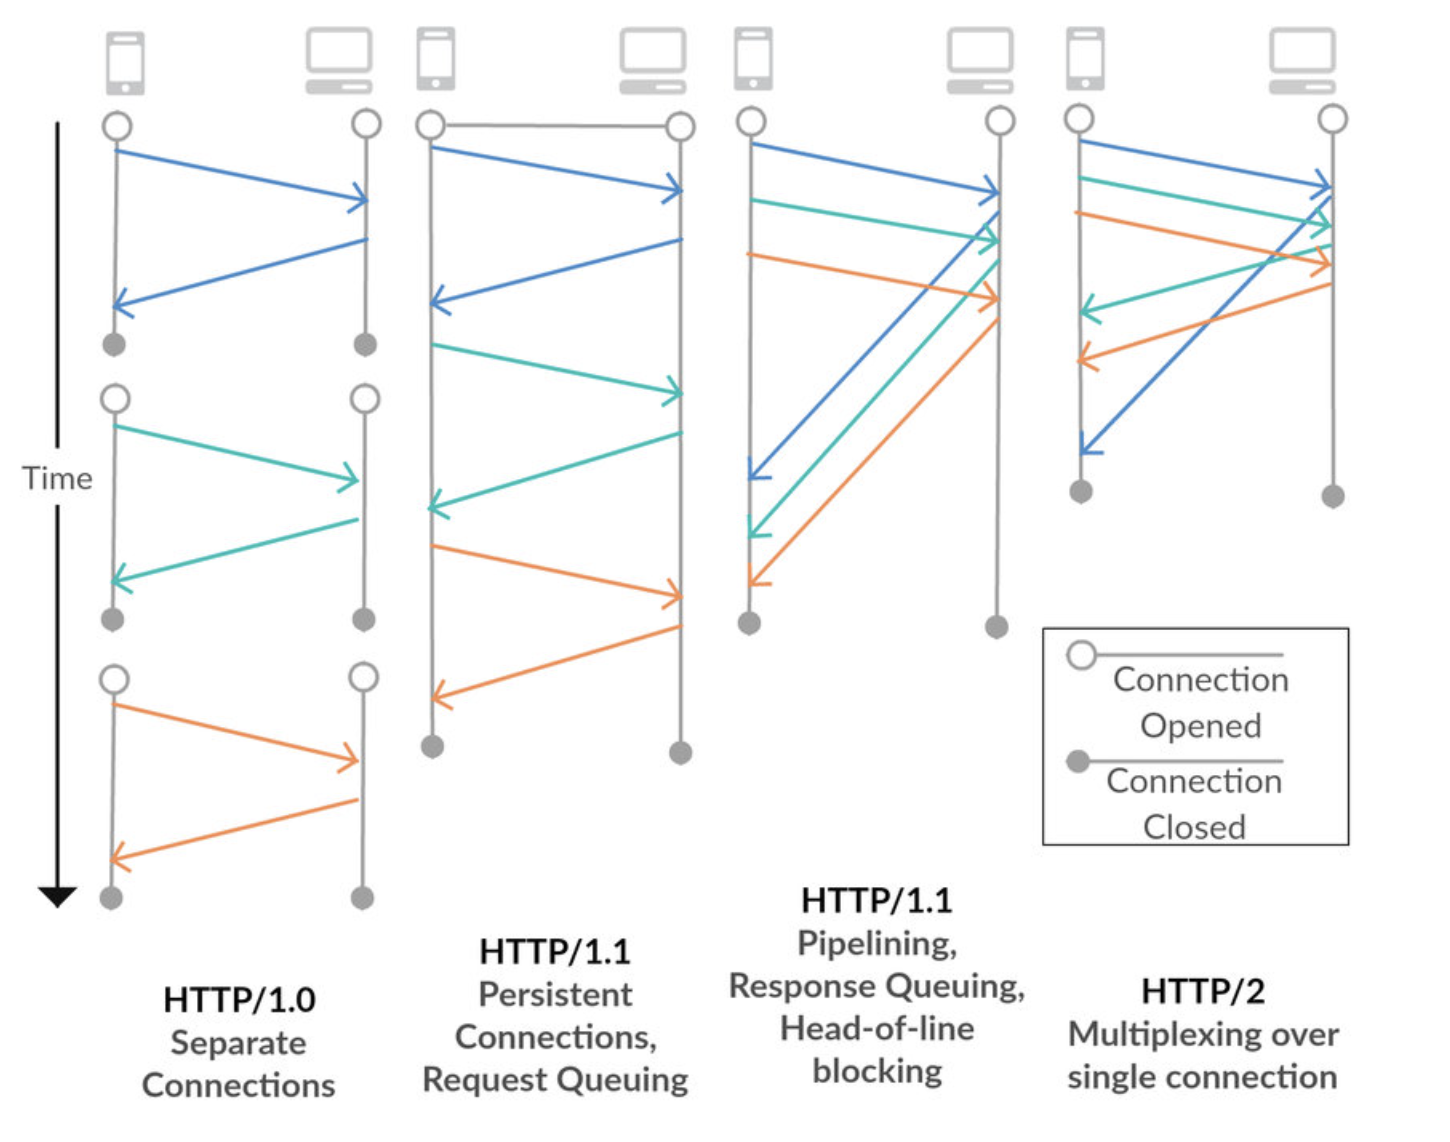 Time
Connection
Opened
Connection
Closed
HTTP/1.0
Separate
Connections
HTTP/1.1
Persistent
Connections,
Request Queuing
HTTP/1.1
Pipelining,
Response Queuing,
Head-of-line
blocking
HTTP/2
Multiplexing over
single connection